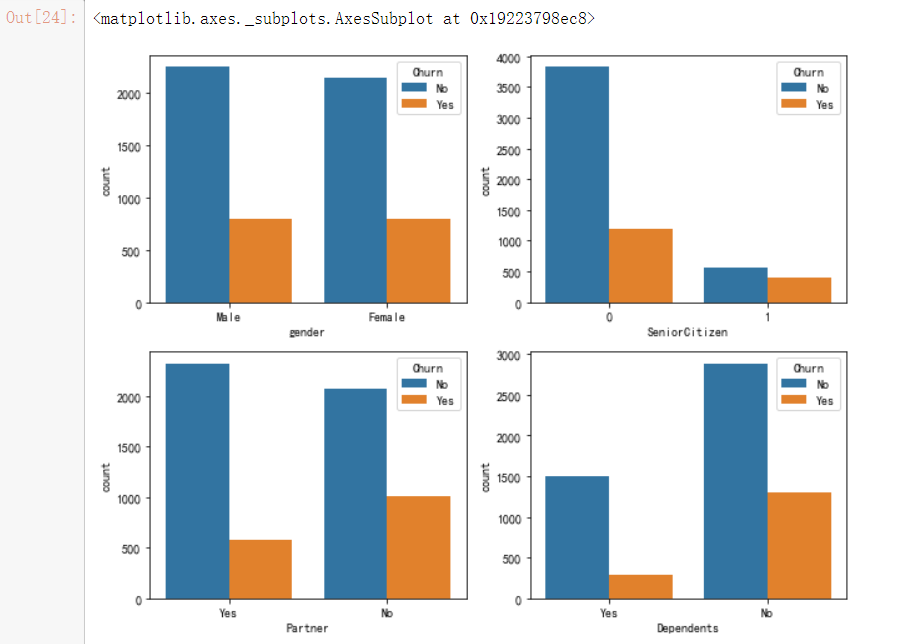 Out[24]: <matplotlib.axes._subplots.AxesSubplot at 0x19223798ec8>
Churn
No
Yes
2000
1500
1000
500
0
count
Male Female
gender
Churn
No
Yes
4000
3500
3000
2500
2000
1500
1000
500
0
count
0 1
SeniorCitizen
Churn
No
Yes
2000
1500
1000
500
0
count
Yes No
Partner
Churn
No
Yes
3000
2500
2000
1500
1000
500
0
count
Yes No
Dependents